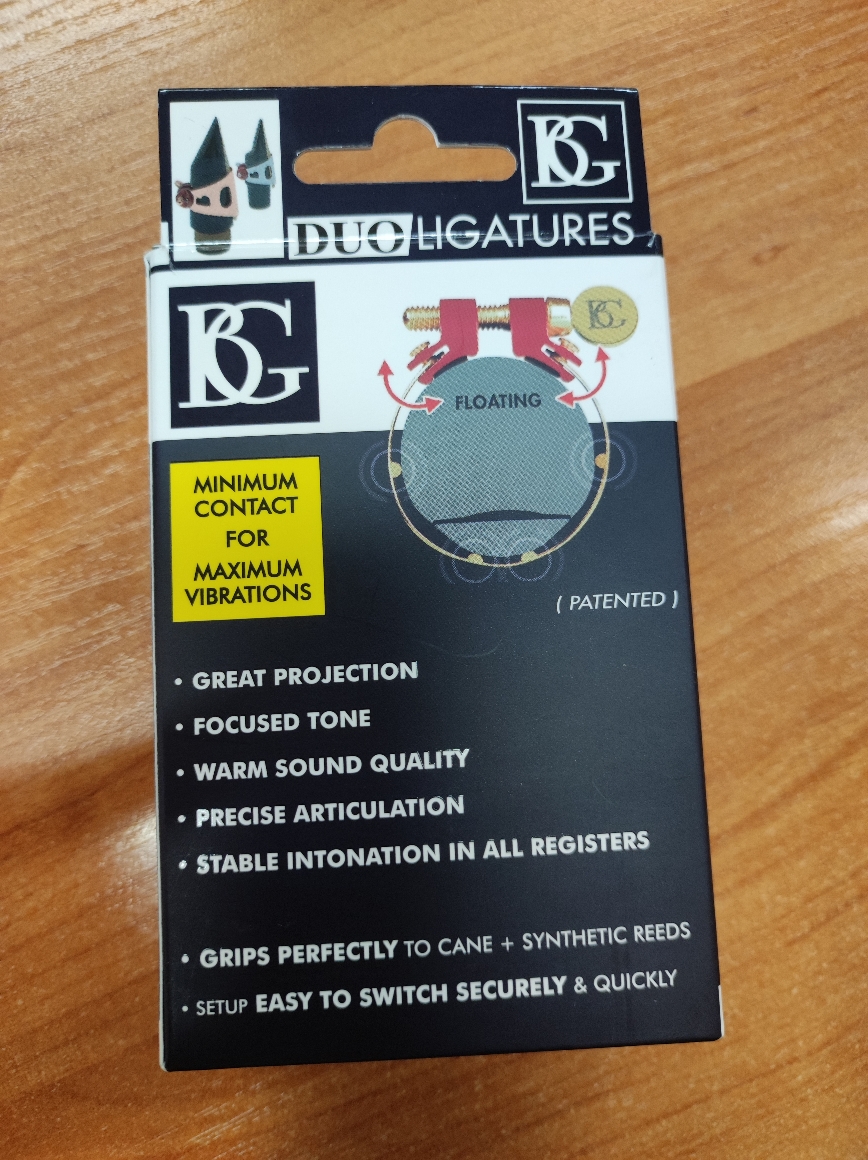 BG
DUO LIGATURES
BG
BG
FLOATING
MINIMUM
CONTACT
FOR
MAXIMUM
VIBRATIONS
( PATENTED )
• GREAT PROJECTION
• FOCUSED TONE
• WARM SOUND QUALITY
• PRECISE ARTICULATION
• STABLE INTONATION IN ALL REGISTERS
• GRIPS PERFECTLY TO CANE + SYNTHETIC REEDS
• SETUP EASY TO SWITCH SECURELY & QUICKLY